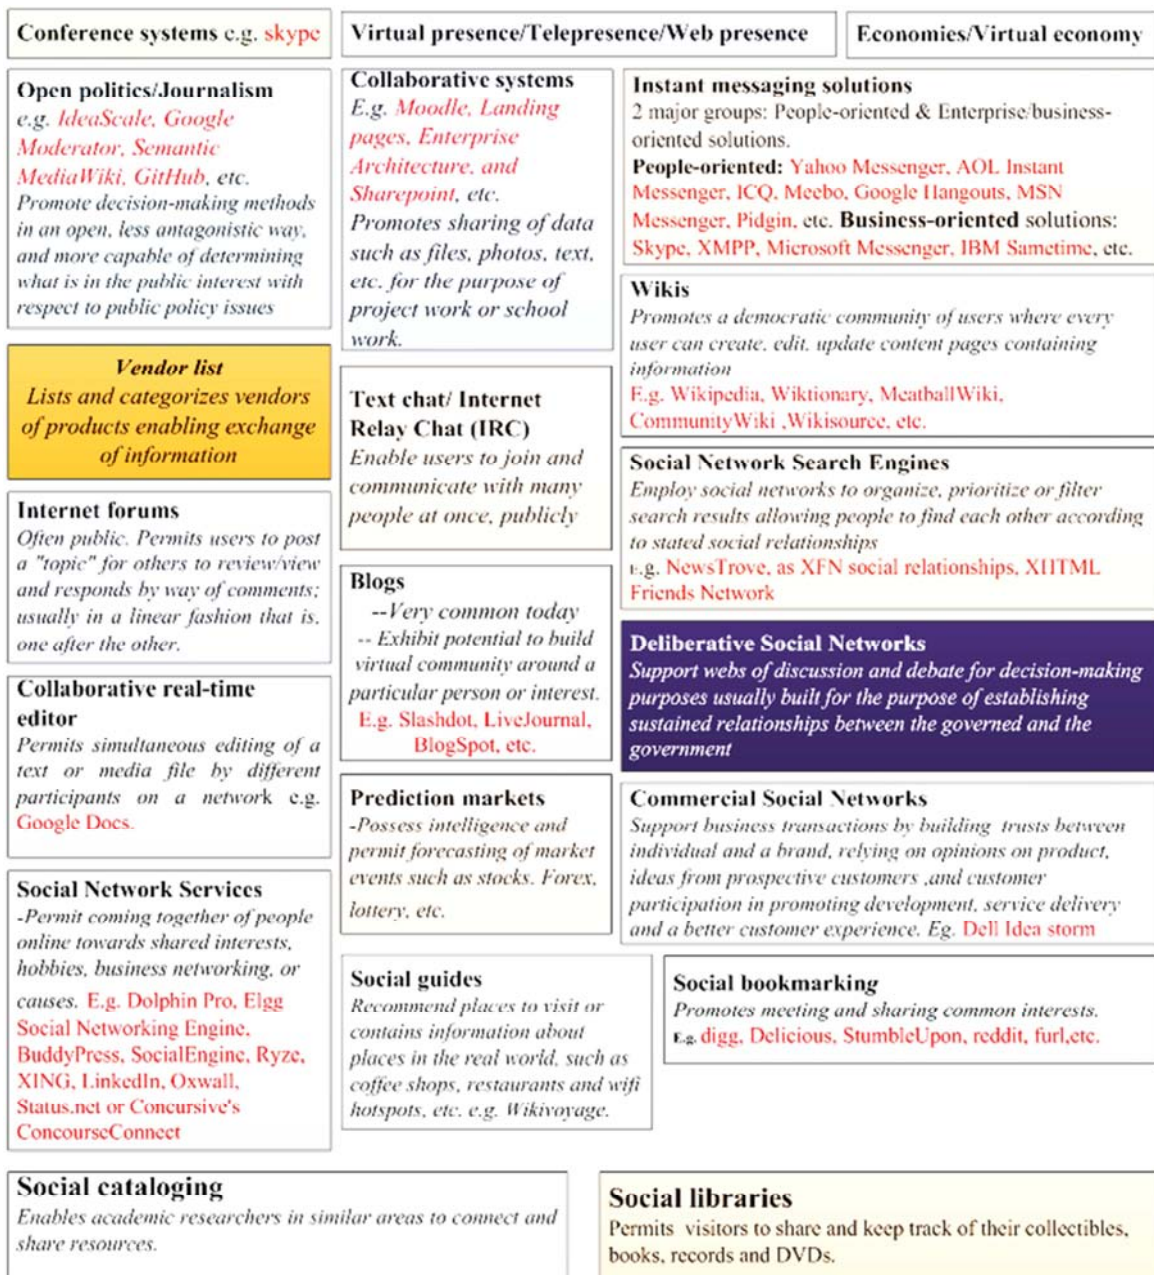 Conference systems e.g. skype
Virtual presence/Telepresence/Web presence
Economies/Virtual economy
Open politics/Journalism
e.g. IdeaScale, Google
Moderator, Semantic
MediaWiki, GitHub, etc.
Promote decision-making methods
in an open, less antagonistic way,
and more capable of determining
what is in the public interest with
respect to public policy issues
Vendor list
Lists and categorizes vendors
of products enabling exchange
of information
Internet forums
Often public. Permits users to post
a "topic" for others to review/view
and responds by way of comments;
usually in a linear fashion that is,
one after the other.
Collaborative real-time
editor
Permits simultaneous editing of a
text or media file by different
participants on a network e.g.
Google Docs.
Social Network Services
-Permit coming together of people
online towards shared interests,
hobbies, business networking, or
causes. E.g. Dolphin Pro, Elgg
Social Networking Engine,
BuddyPress, SocialEngine, Ryze,
XING, LinkedIn, Oxwall,
Status.net or Concursive's
ConcourseConnect
Collaborative systems
E.g. Moodle, Landing
pages, Enterprise
Architecture, and
Sharepoint, etc.
Promotes sharing of data
such as files, photos, text,
etc. for the purpose of
project work or school
work.
Text chat/ Internet
Relay Chat (IRC)
Enable users to join and
communicate with many
people at once, publicly
Blogs
--Very common today
-- Exhibit potential to build
virtual community around a
particular person or interest.
E.g. Slashdot, LiveJournal,
BlogSpot, etc.
Prediction markets
-Possess intelligence and
permit forecasting of market
events such as stocks. Forex,
lottery, etc.
Social guides
Recommend places to visit or
contains information about
places in the real world, such as
coffee shops, restaurants and wifi
hotspots, etc. e.g. Wikivoyage.
Instant messaging solutions
2 major groups: People-oriented & Enterprise/business-
oriented solutions.
People-oriented: Yahoo Messenger, AOL Instant
Messenger, ICQ, Meebo, Google Hangouts, MSN
Messenger, Pidgin, etc. Business-oriented solutions:
Skype, XMPP, Microsoft Messenger, IBM Sametime, etc.
Wikis
Promotes a democratic community of users where every
user can create, edit, update content pages containing
information
E.g. Wikipedia, Wiktionary, MeatballWiki,
CommunityWiki ,Wikisource, etc.
Social Network Search Engines
Employ social networks to organize, prioritize or filter
search results allowing people to find each other according
to stated social relationships
E.g. NewsTrove, as XFN social relationships, XHTML
Friends Network
Deliberative Social Networks
Support webs of discussion and debate for decision-making
purposes usually built for the purpose of establishing
sustained relationships between the governed and the
government
Commercial Social Networks
Support business transactions by building trusts between
individual and a brand, relying on opinions on product,
ideas from prospective customers ,and customer
participation in promoting development, service delivery
and a better customer experience. Eg. Dell Idea storm
Social bookmarking
Promotes meeting and sharing common interests.
E.g. digg, Delicious, StumbleUpon, reddit, furl,etc.
Social cataloging
Enables academic researchers in similar areas to connect and
share resources.
Social libraries
Permits visitors to share and keep track of their collectibles,
books, records and DVDs.